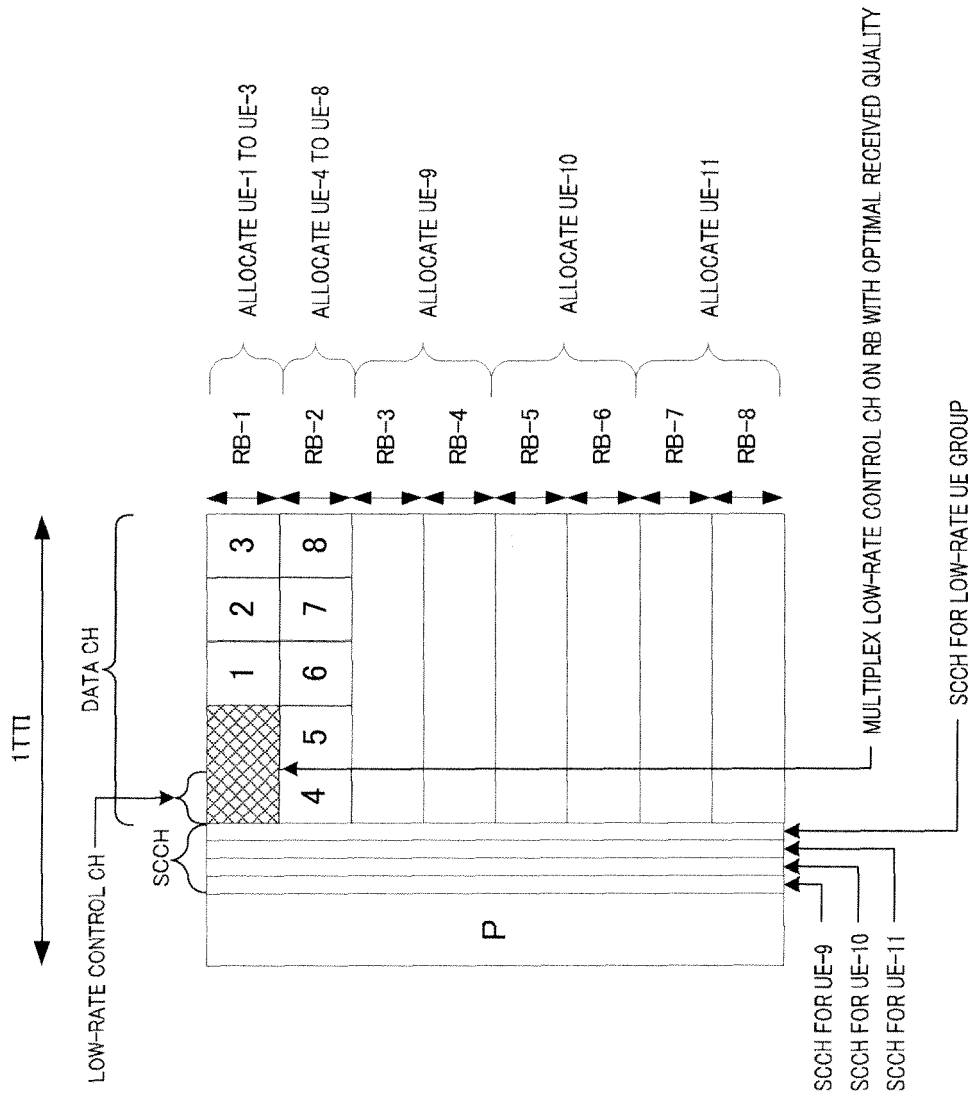 1TTI
DATA CH
LOW-RATE CONTROL CH
SCCH
P
1 2 3
4 5 6 7 8
RB-1
RB-2
RB-3
RB-4
RB-5
RB-6
RB-7
RB-8
ALLOCATE UE-1 TO UE-3
ALLOCATE UE-4 TO UE-8
ALLOCATE UE-9
ALLOCATE UE-10
ALLOCATE UE-11
SCCH FOR UE-9
SCCH FOR UE-10
SCCH FOR UE-11
MULTIPLEX LOW-RATE CONTROL CH ON RB WITH OPTIMAL RECEIVED QUALITY
SCCH FOR LOW-RATE UE GROUP